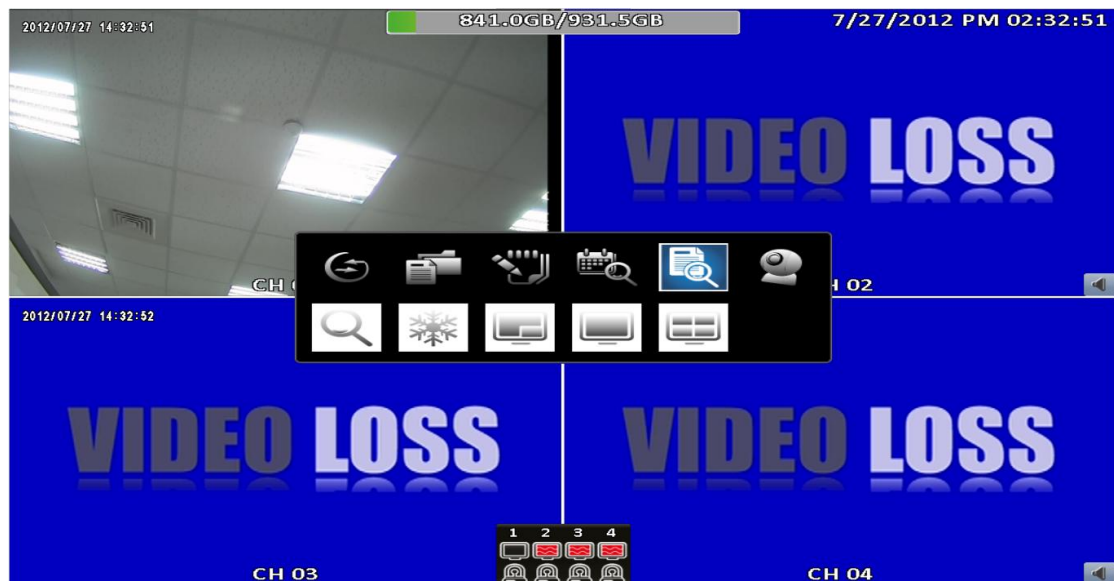 2012/07/27 14:32:51
841.0GB/931.5GB
7/27/2012 PM 02:32:51
VIDEO LOSS
CH
02
2012/07/27 14:32:52
VIDEO LOSS
VIDEO LOSS
1 2 3 4
CH 03
CH 04